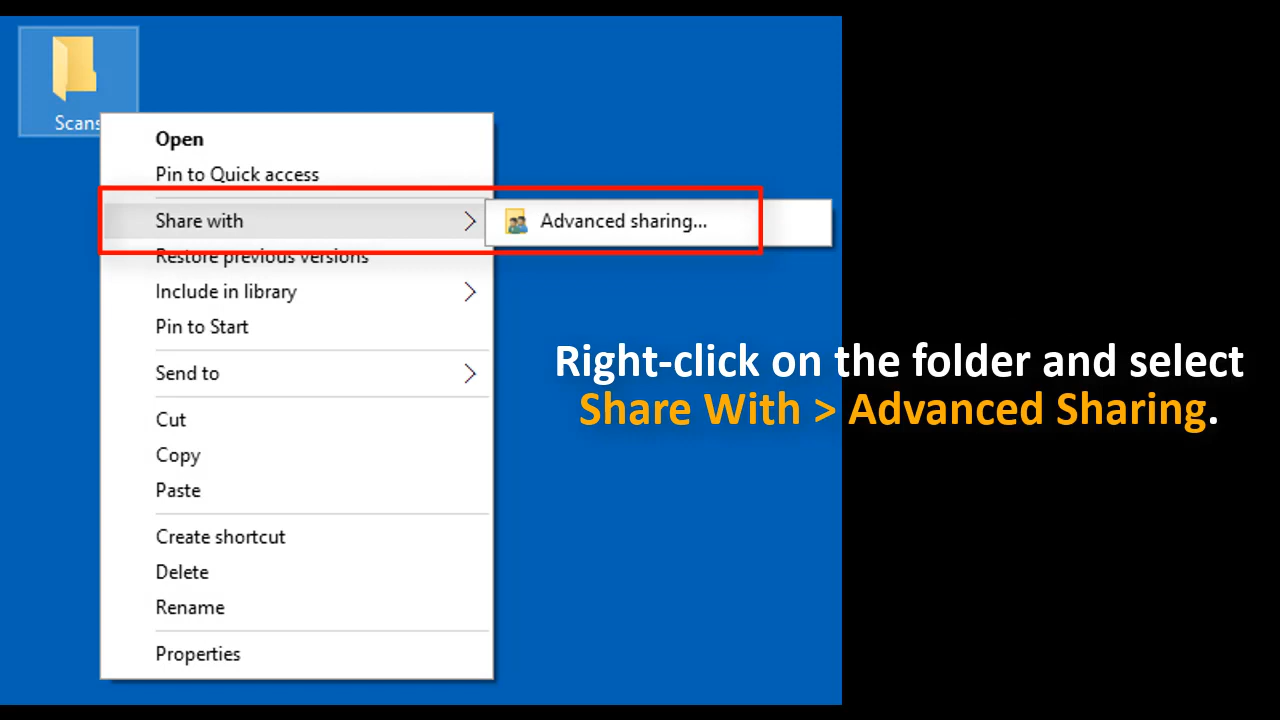 Scans
Open
Pin to Quick access
Share with
Advanced sharing...
Restore previous versions
Include in library
Pin to Start
Send to
Cut
Copy
Paste
Create shortcut
Delete
Rename
Properties
Right-click on the folder and select
Share With > Advanced Sharing.